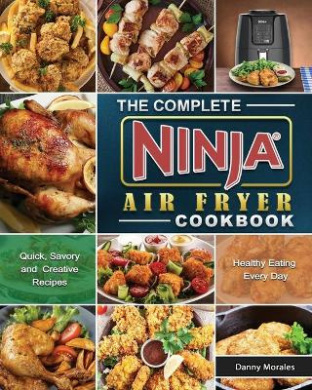 THE COMPLETE
NINJA®
AIR FRYER
COOKBOOK
Quick, Savory
and Creative
Recipes
Healthy Eating
Every Day
Danny Morales